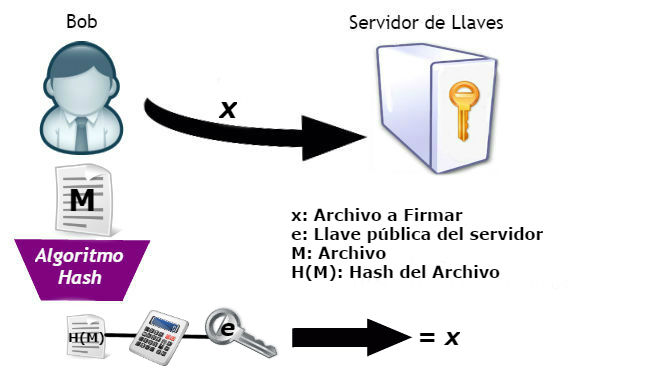 Bob
Servidor de Llaves
x
M
Algoritmo
Hash
x: Archivo a Firmar
e: Llave pública del servidor
M: Archivo
H(M): Hash del Archivo
H(M)
e
= x